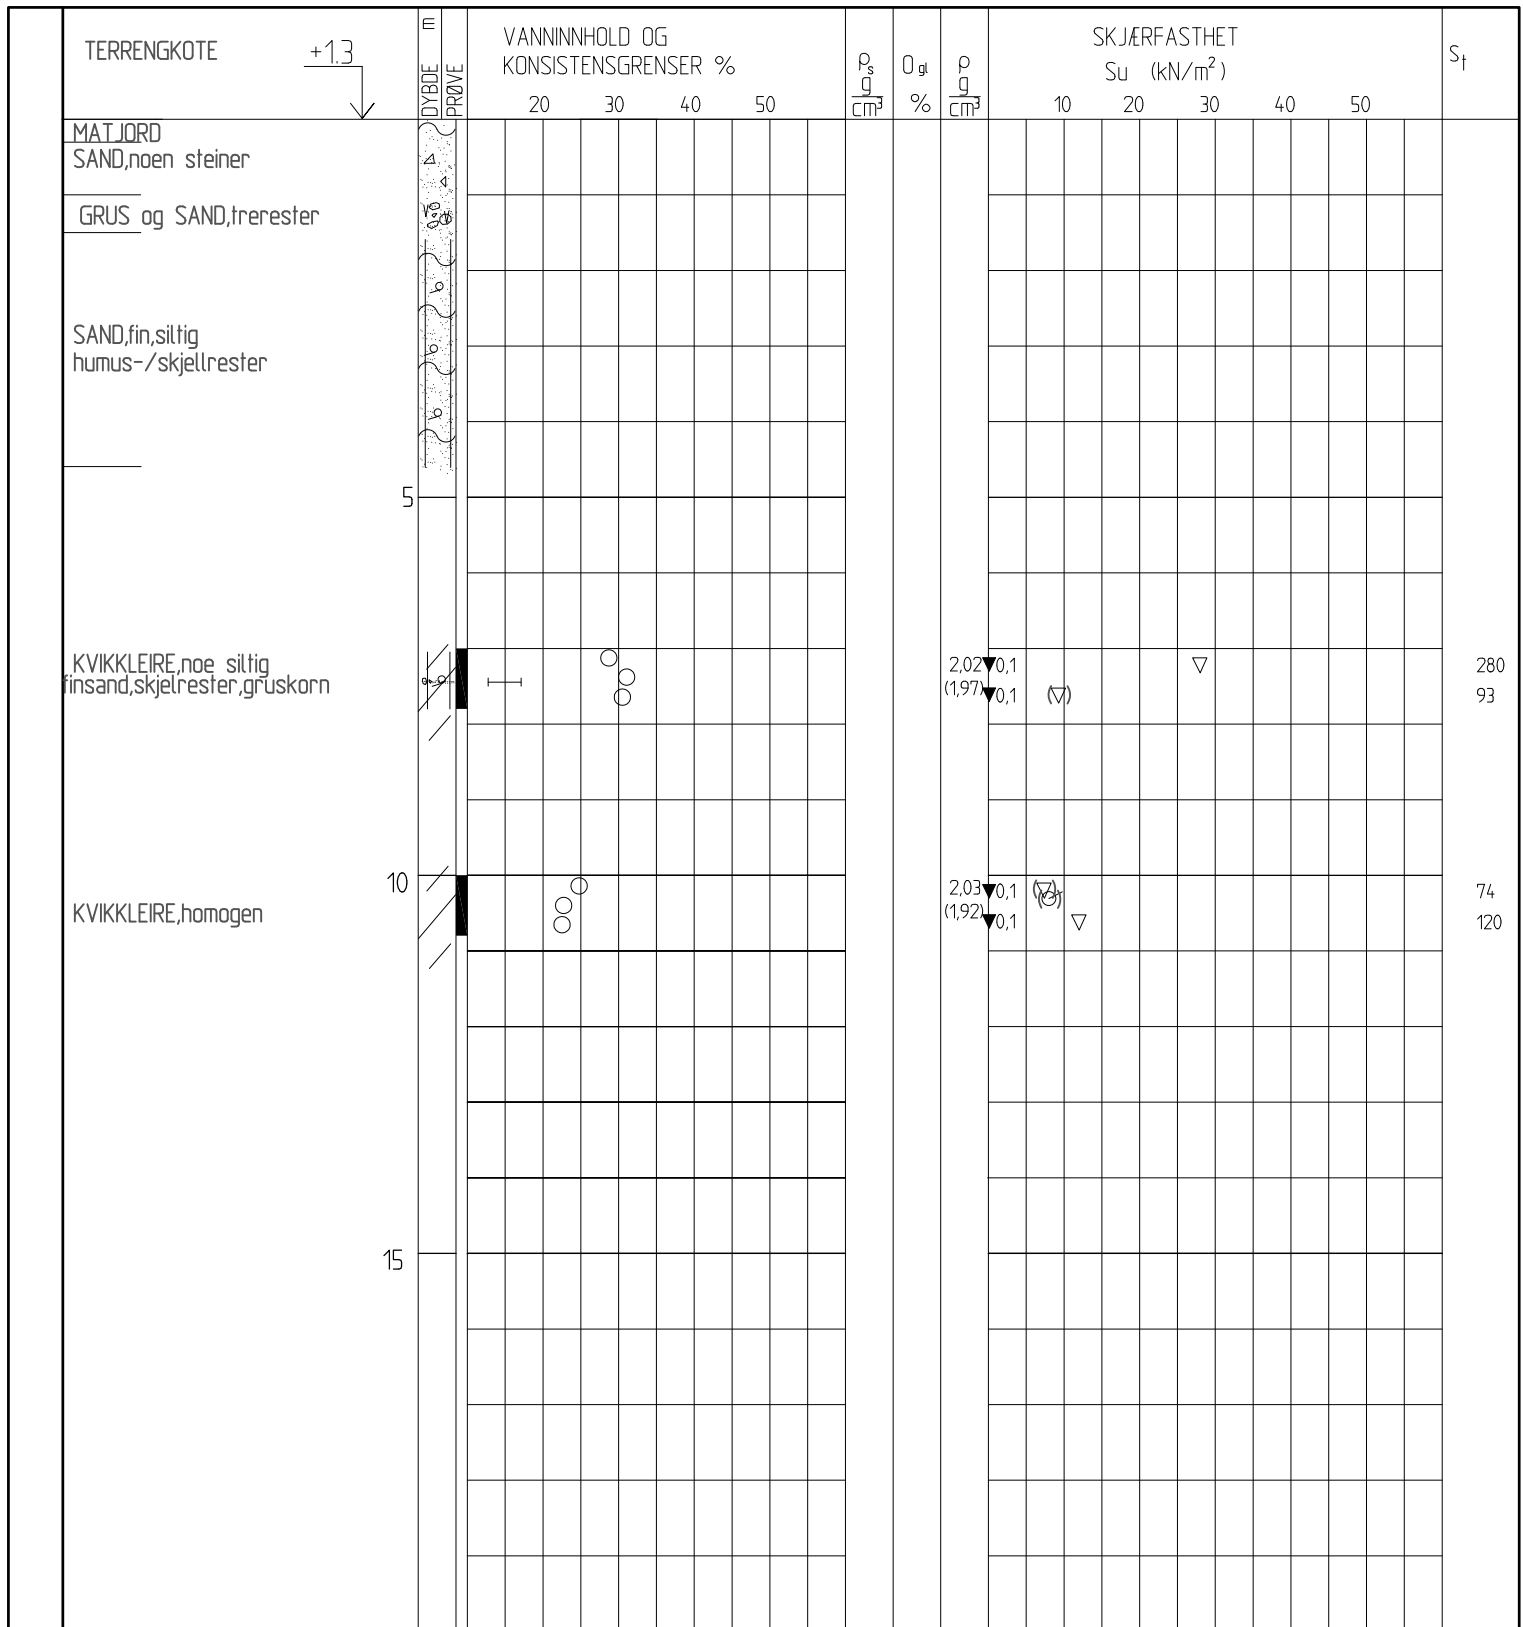 TERRENGKOTE +1.3
m
DYBDE
PRØVE
VANNINNHOLD OG
KONSISTENSGRENSER %
20 30 40 50
ρs g cm³
O gl %
ρ g cm³
SKJÆRFASTHET
Su (kN/m²)
10 20 30 40 50
St
MATJORD
SAND,noen steiner
GRUS og SAND,trerester
SAND,fin,siltig
humus-/skjellrester
5
KVIKKLEIRE,noe siltig
finsand,skjelrester,gruskorn
2,02 0,1 280
(1,97) 0,1 93
10
KVIKKLEIRE,homogen
2,03 0,1 74
(1,92) 0,1 120
15